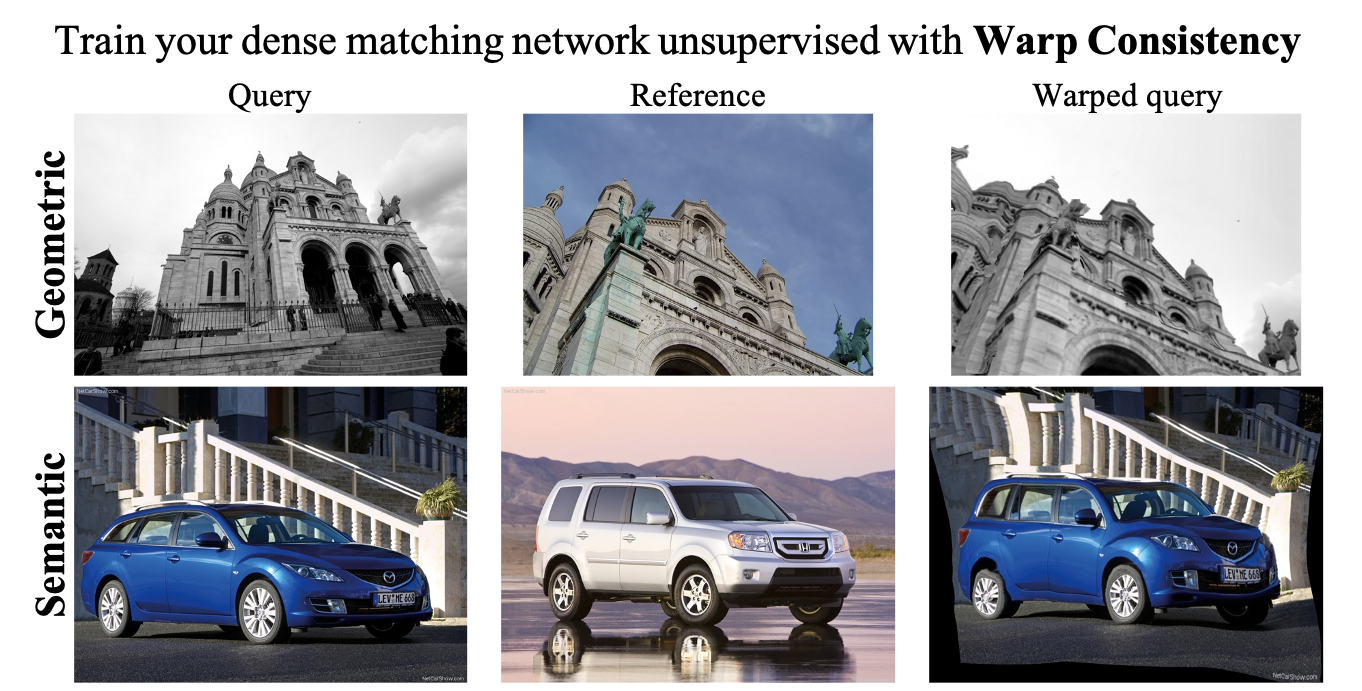 Train your dense matching network unsupervised with Warp Consistency
Query
Reference
Warped query
Geometric
NetCarShow.com
NetCarShow.com
Semantic
LEV*ME 668
LEV*ME 668
NetCarShow.com
NetCarShow.com